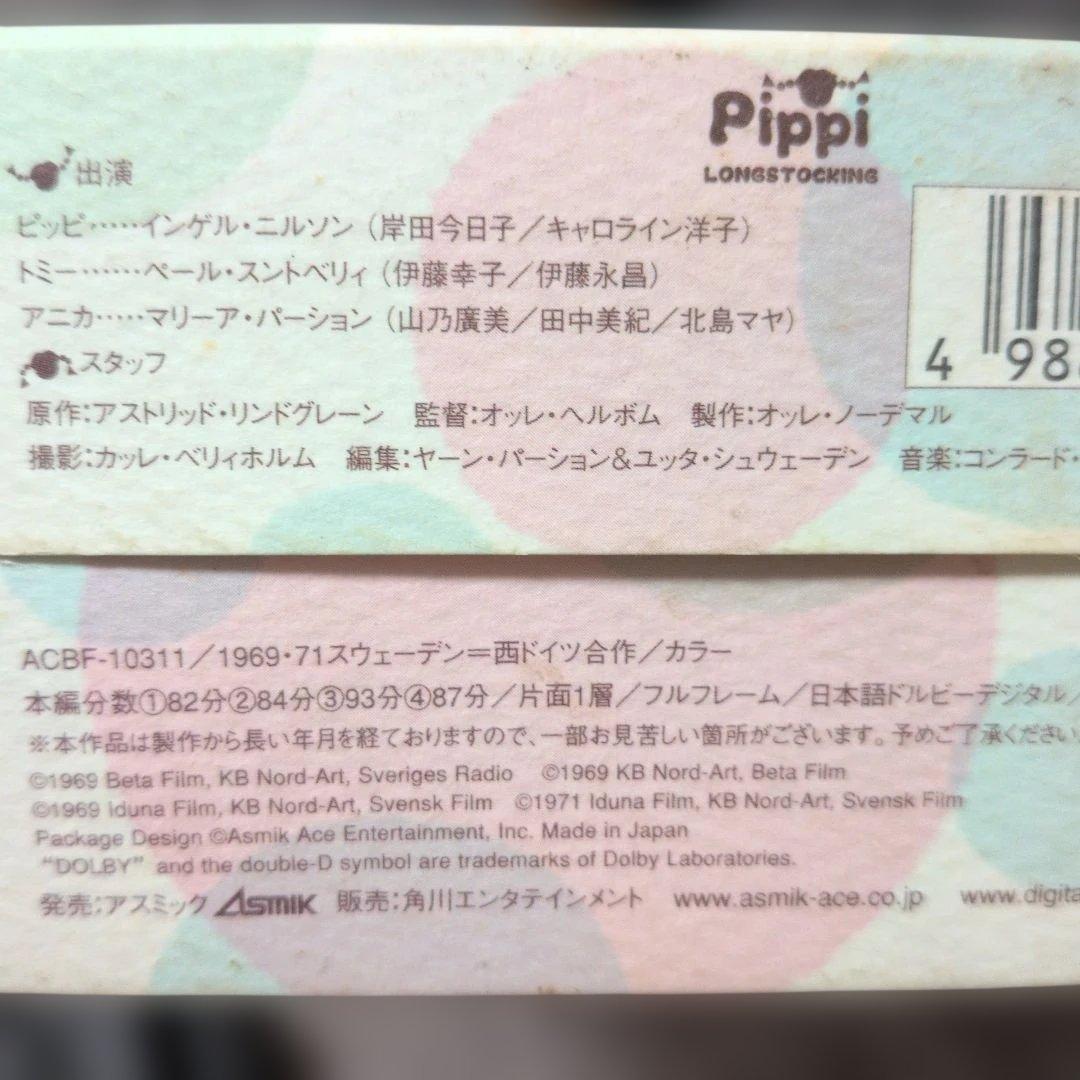 Pippi
LONGSTOCKING
出演
ピッピ……インゲル・ニルソン（岸田今日子／キャロライン洋子）
トミー……ペール・スントベリィ（伊藤幸子／伊藤永昌）
アニカ……マリーア・パーション（山乃廣美／田中美紀／北島マヤ）
スタッフ
原作：アストリッド・リンドグレーン　監督：オッレ・ヘルボム　製作：オッレ・ノーデマル
撮影：カッレ・ベリィホルム　編集：ヤーン・パーション＆ユッタ・シュウェーデン　音楽：コンラード・
4 98
ACBF-10311／1969・71スウェーデン＝西ドイツ合作／カラー
本編分数①82分②84分③93分④87分／片面1層／フルフレーム／日本語ドルビーデジタル／
※本作品は製作から長い年月を経ておりますので、一部お見苦しい箇所がございます。予めご了承ください
©1969 Beta Film, KB Nord-Art, Sveriges Radio　©1969 KB Nord-Art, Beta Film
©1969 Iduna Film, KB Nord-Art, Svensk Film　©1971 Iduna Film, KB Nord-Art, Svensk Film
Package Design ©Asmik Ace Entertainment, Inc. Made in Japan
"DOLBY" and the double-D symbol are trademarks of Dolby Laboratories.
発売：アスミック ASMIK　販売：角川エンタテインメント　www.asmik-ace.co.jp　www.digita